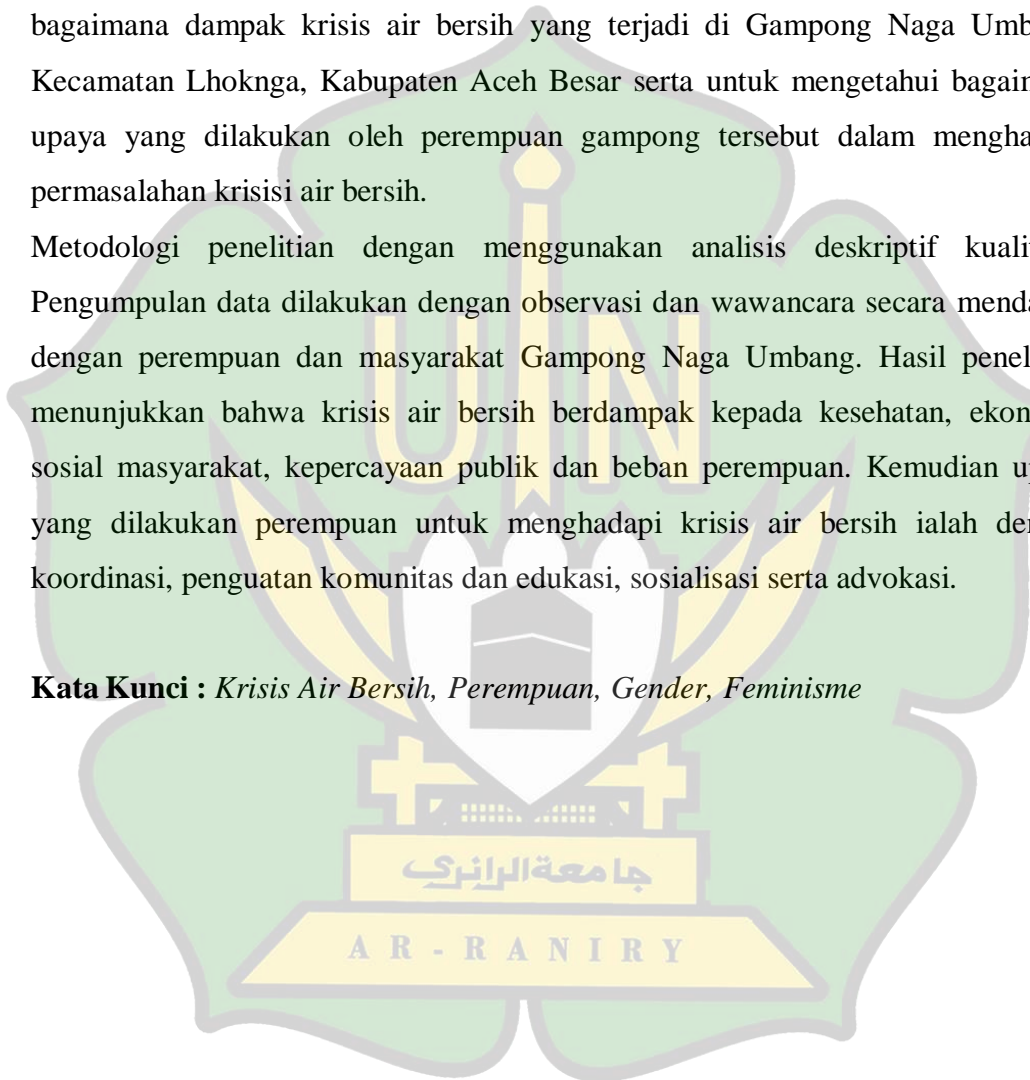 bagaimana dampak krisis air bersih yang terjadi di Gampong Naga Umb
Kecamatan Lhoknga, Kabupaten Aceh Besar serta untuk mengetahui bagaim
upaya yang dilakukan oleh perempuan gampong tersebut dalam mengha
permasalahan krisisi air bersih.
Metodologi penelitian dengan menggunakan analisis deskriptif kuali
Pengumpulan data dilakukan dengan observasi dan wawancara secara menda
dengan perempuan dan masyarakat Gampong Naga Umbang. Hasil penel
menunjukkan bahwa krisis air bersih berdampak kepada kesehatan, ekon
sosial masyarakat, kepercayaan publik dan beban perempuan. Kemudian u
yang dilakukan perempuan untuk menghadapi krisis air bersih ialah de
koordinasi, penguatan komunitas dan edukasi, sosialisasi serta advokasi.
Kata Kunci : Krisis Air Bersih, Perempuan, Gender, Feminisme
UIN
جامعة الرانري
AR-RANIRY